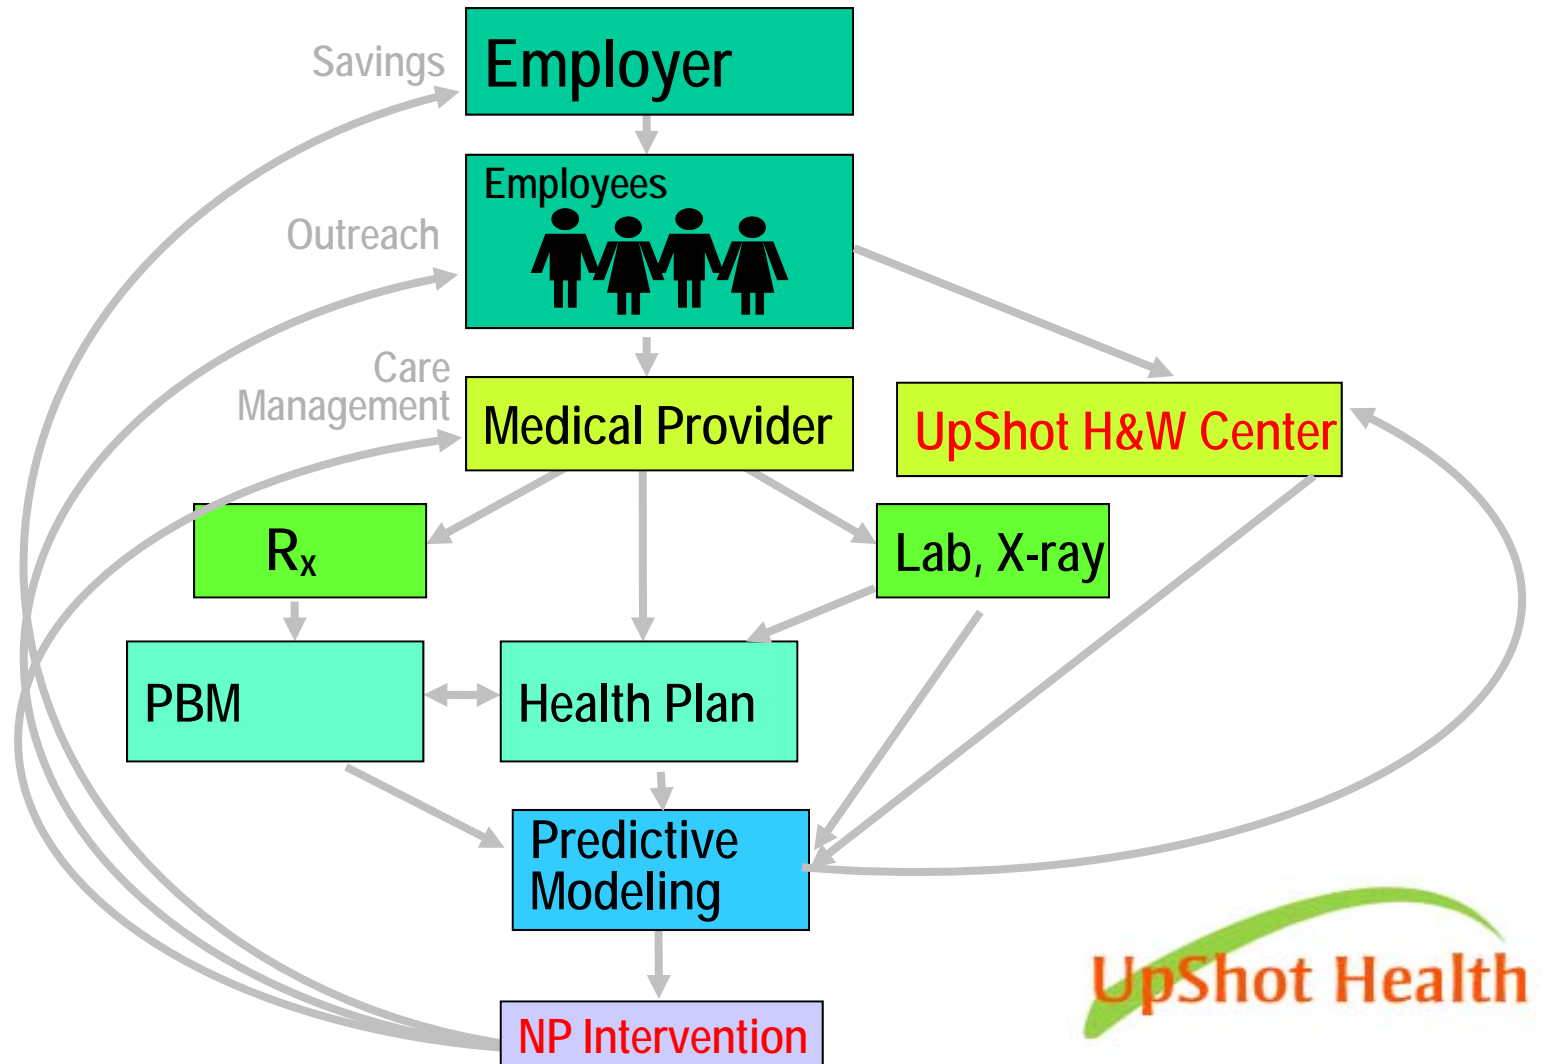 Savings
Employer
Employees
Outreach
Care
Management
Medical Provider
UpShot H&W Center
Rx
Lab, X-ray
PBM
Health Plan
Predictive
Modeling
UpShot Health
NP Intervention